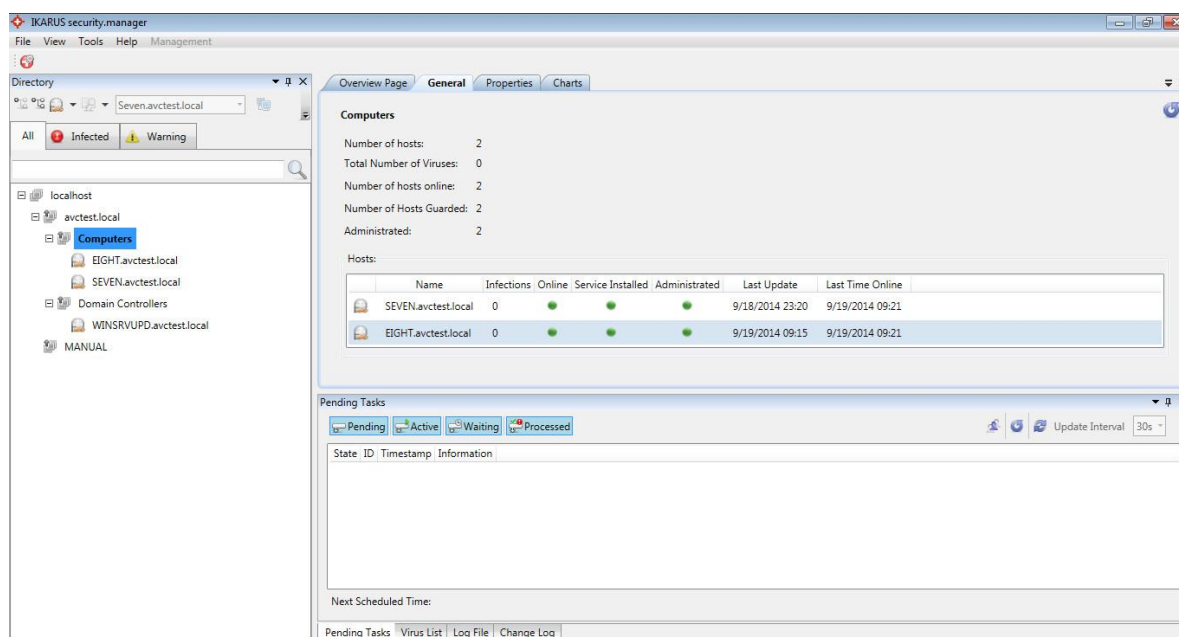 IKARUS security.manager
File View Tools Help Management
Directory
Seven.avctest.local
All Infected Warning
localhost
avctest.local
Computers
EIGHT.avctest.local
SEVEN.avctest.local
Domain Controllers
WINSRVUPD.avctest.local
MANUAL
Overview Page General Properties Charts
Computers
Number of hosts: 2
Total Number of Viruses: 0
Number of hosts online: 2
Number of Hosts Guarded: 2
Administrated: 2
Hosts:
Name Infections Online Service Installed Administrated Last Update Last Time Online
SEVEN.avctest.local 0 9/18/2014 23:20 9/19/2014 09:21
EIGHT.avctest.local 0 9/19/2014 09:15 9/19/2014 09:21
Pending Tasks
Pending Active Waiting Processed Update Interval 30s
State ID Timestamp Information
Next Scheduled Time:
Pending Tasks Virus List Log File Change Log